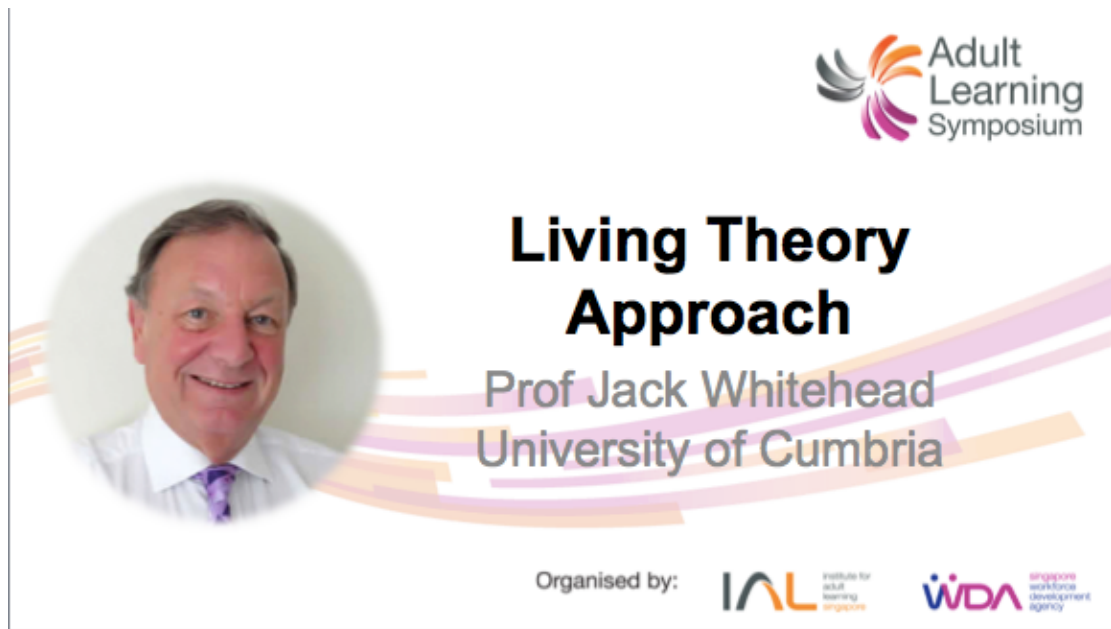 Adult
Learning
Symposium
Living Theory
Approach
Prof Jack Whitehead
University of Cumbria
Organised by:
IAL
institute for
adult
learning
singapore
WDA
singapore
workforce
development
agency